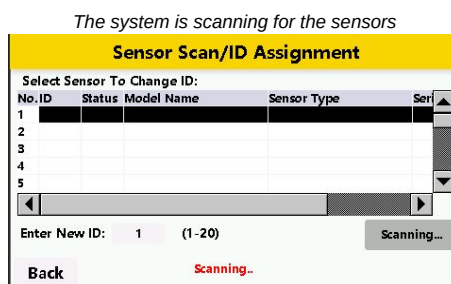 The system is scanning for the sensors
Sensor Scan/ID Assignment
Select Sensor To Change ID:
No. ID Status Model Name Sensor Type Seri
1
2
3
4
5
Enter New ID: 1 (1-20) Scanning...
Back Scanning..